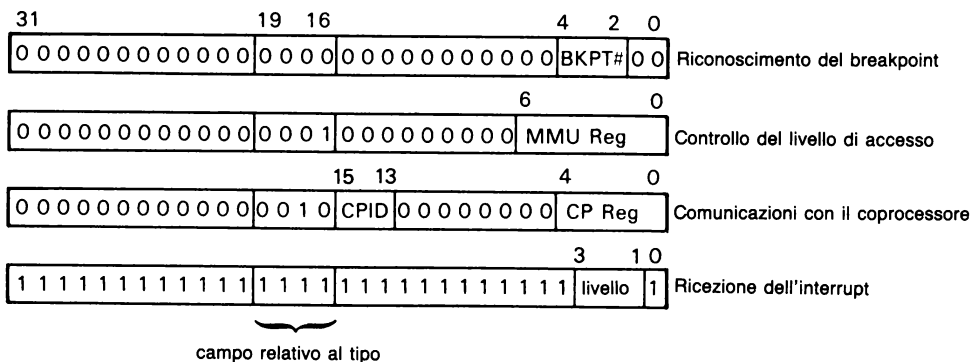 31 19 16 4 2 0
0 0 0 0 0 0 0 0 0 0 0 0 0 0 0 0 0 0 0 0 0 0 0 0 0 0 0 BKPT# 0 0 Riconoscimento del breakpoint
6 0
0 0 0 0 0 0 0 0 0 0 0 0 0 0 0 1 0 0 0 0 0 0 0 0 0 MMU Reg Controllo del livello di accesso
15 13 4 0
0 0 0 0 0 0 0 0 0 0 0 0 0 0 1 0 CPID 0 0 0 0 0 0 0 0 CP Reg Comunicazioni con il coprocessore
3 1 0
1 1 1 1 1 1 1 1 1 1 1 1 1 1 1 1 1 1 1 1 1 1 1 1 1 1 1 1 livello 1 Ricezione dell'interrupt
campo relativo al tipo